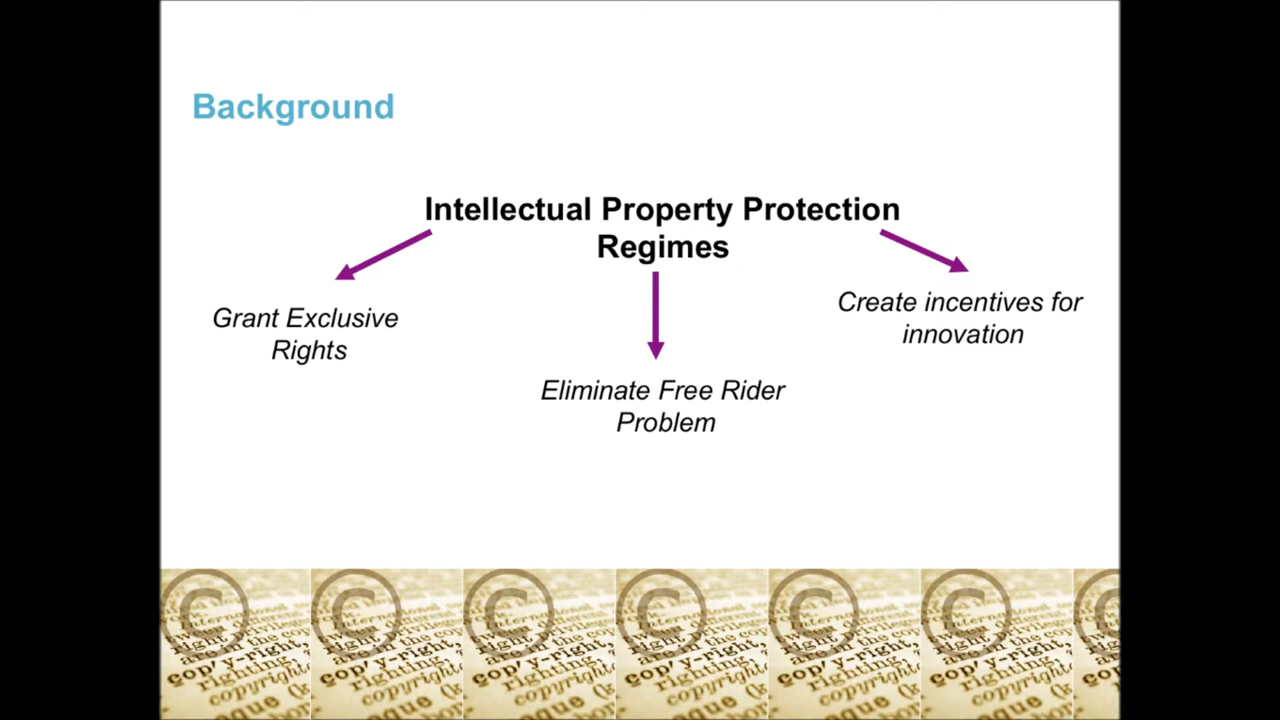 Background
Intellectual Property Protection
Regimes
Grant Exclusive
Rights
Create incentives for
innovation
Eliminate Free Rider
Problem